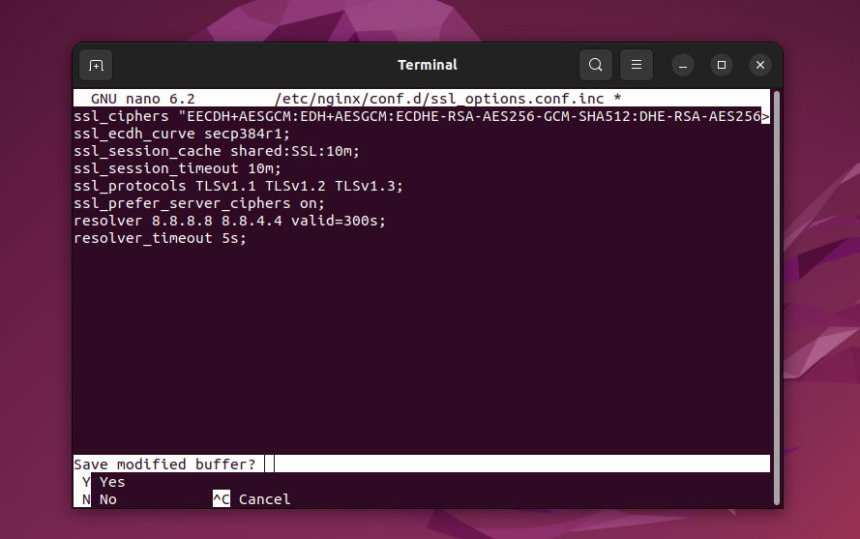 Terminal
GNU nano 6.2 /etc/nginx/conf.d/ssl_options.conf.inc *
ssl_ciphers "EECDH+AESGCM:EDH+AESGCM:ECDHE-RSA-AES256-GCM-SHA512:DHE-RSA-AES256>
ssl_ecdh_curve secp384r1;
ssl_session_cache shared:SSL:10m;
ssl_session_timeout 10m;
ssl_protocols TLSv1.1 TLSv1.2 TLSv1.3;
ssl_prefer_server_ciphers on;
resolver 8.8.8.8 8.8.4.4 valid=300s;
resolver_timeout 5s;
Save modified buffer?
Y Yes
N No ^C Cancel